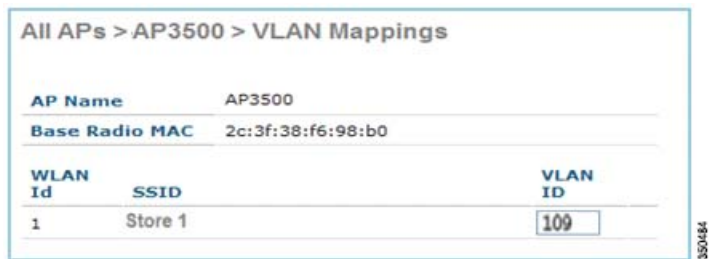 All APs > AP3500 > VLAN Mappings
AP Name AP3500
Base Radio MAC 2c:3f:38:f6:98:b0
WLAN Id SSID VLAN ID
1 Store 1 109
350484